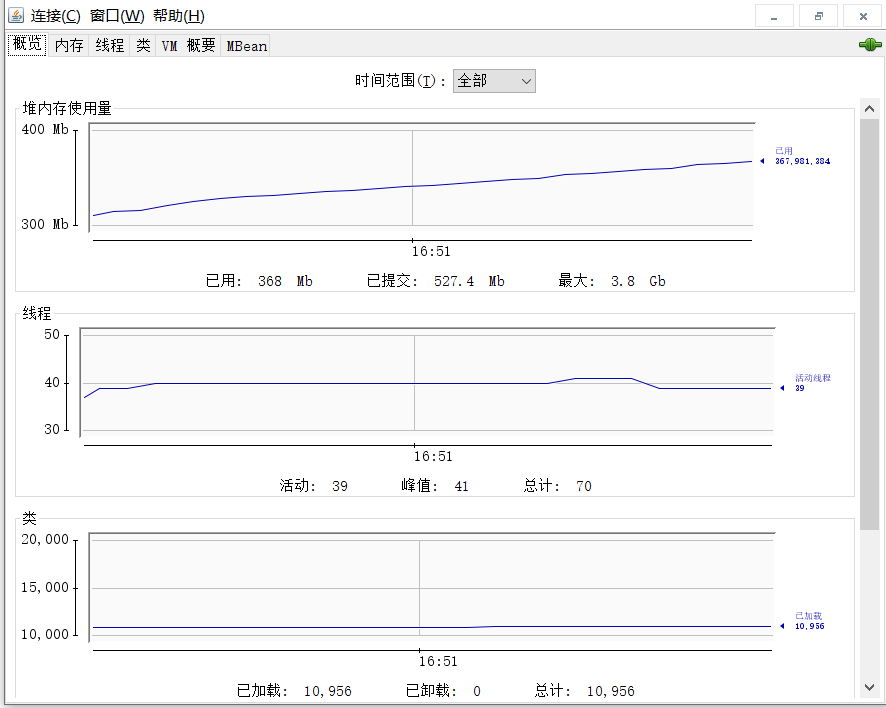 连接(C) 窗口(W) 帮助(H)
概览 内存 线程 类 VM 概要 MBean
时间范围(T): 全部
堆内存使用量
400 Mb
已用
367,981,384
300 Mb
16:51
已用: 368 Mb 已提交: 527.4 Mb 最大: 3.8 Gb
线程
50
40
活动线程
39
30
16:51
活动: 39 峰值: 41 总计: 70
类
20,000
15,000
已加载
10,956
10,000
16:51
已加载: 10,956 已卸载: 0 总计: 10,956